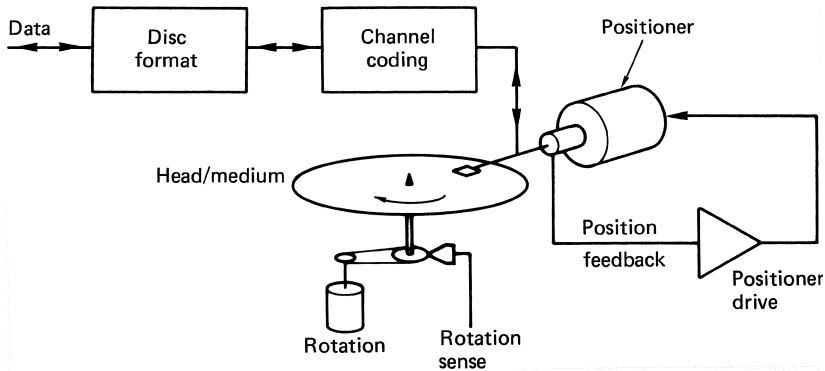 Data
Disc
format
Channel
coding
Positioner
Head/medium
Position
feedback
Positioner
drive
Rotation
Rotation
sense